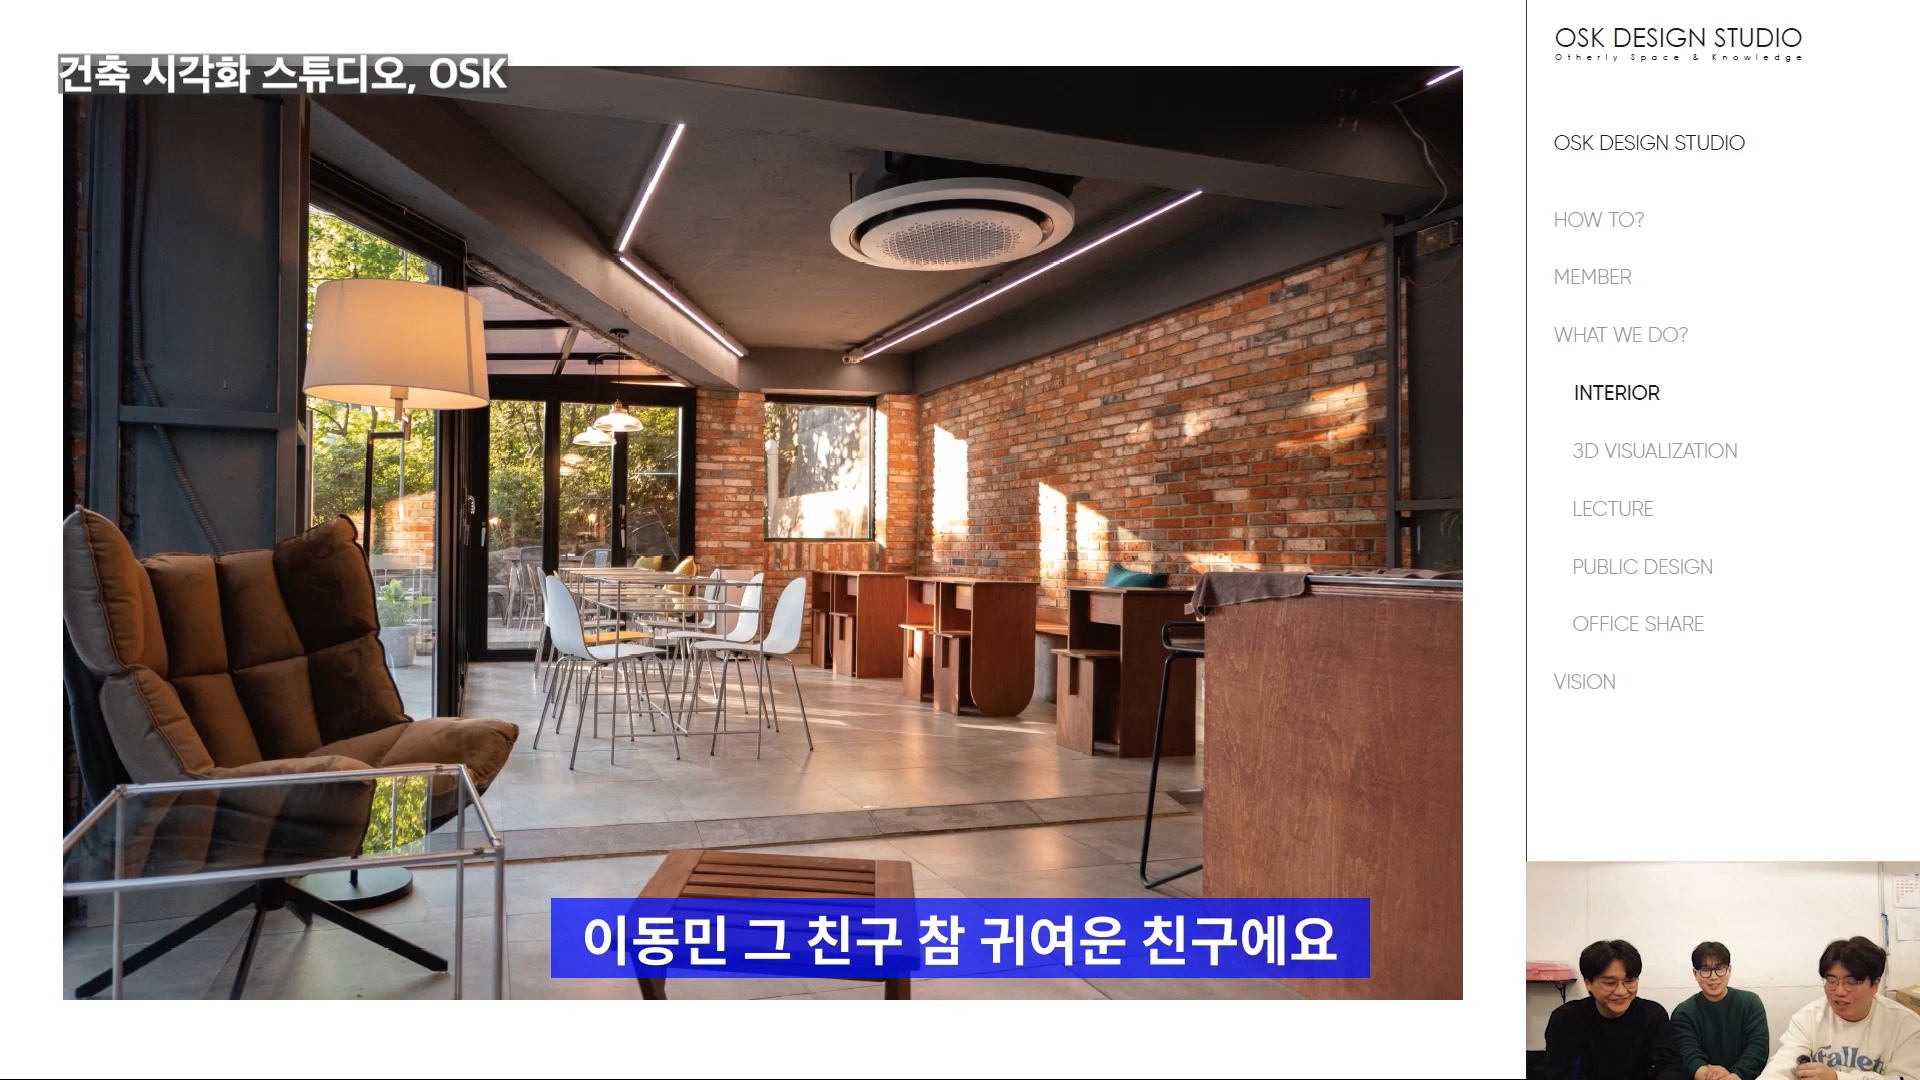 건축 시각화 스튜디오, OSK
OSK DESIGN STUDIO
Otherly Space & Knowledge
OSK DESIGN STUDIO
HOW TO?
MEMBER
WHAT WE DO?
INTERIOR
3D VISUALIZATION
LECTURE
PUBLIC DESIGN
OFFICE SHARE
VISION
이동민 그 친구 참 귀여운 친구에요